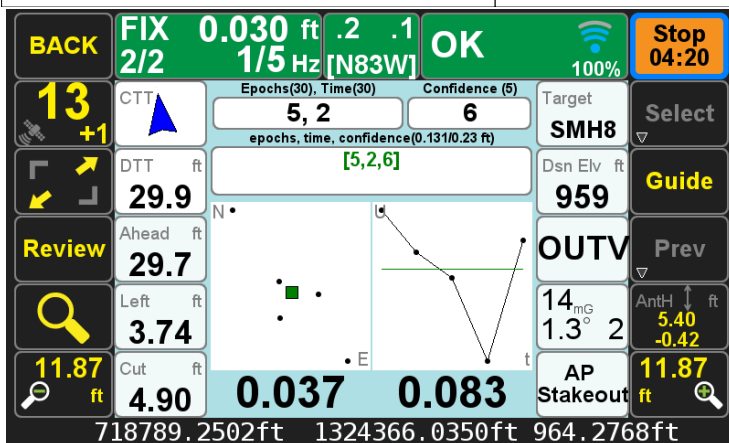 BACK
FIX 0.030 ft
2/2 1/5 Hz
.2 .1
[N83W]
OK
100%
Stop
04:20
13
+1
CTT
Epochs(30), Time(30)
5, 2
Confidence (5)
6
Target
SMH8
Select
epochs, time, confidence(0.131/0.23 ft)
[5,2,6]
DTT ft
29.9
Dsn Elv ft
959
Guide
Review
Ahead ft
29.7
N
E
U
t
OUTV
Prev
Left ft
3.74
14mG
1.3° 2
AntH ft
5.40
-0.42
11.87
ft
Cut ft
4.90
0.037
0.083
AP
Stakeout
11.87
ft
718789.2502ft 1324366.0350ft 964.2768ft